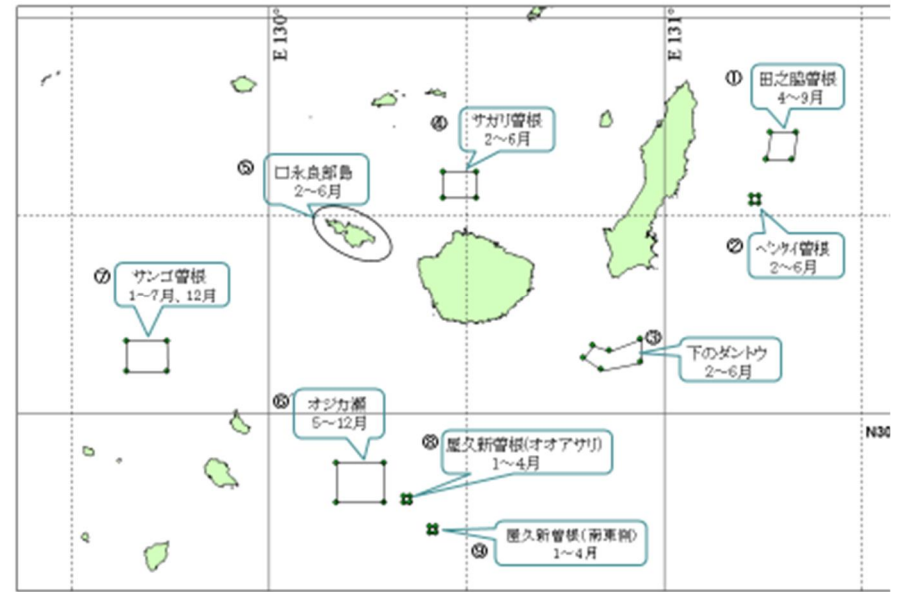 E 130°
E 131°
①
田之脇曽根
4～9月
④
サガリ曽根
2～6月
⑤
口永良部島
2～6月
②
ベンケイ曽根
2～6月
⑦
サンゴ曽根
1～7月、12月
③
下のダントウ
2～6月
⑥
オジカ瀬
5～12月
N30
⑧
屋久新曽根(オオアサリ)
1～4月
屋久新曽根(南東側)
1～4月
⑨